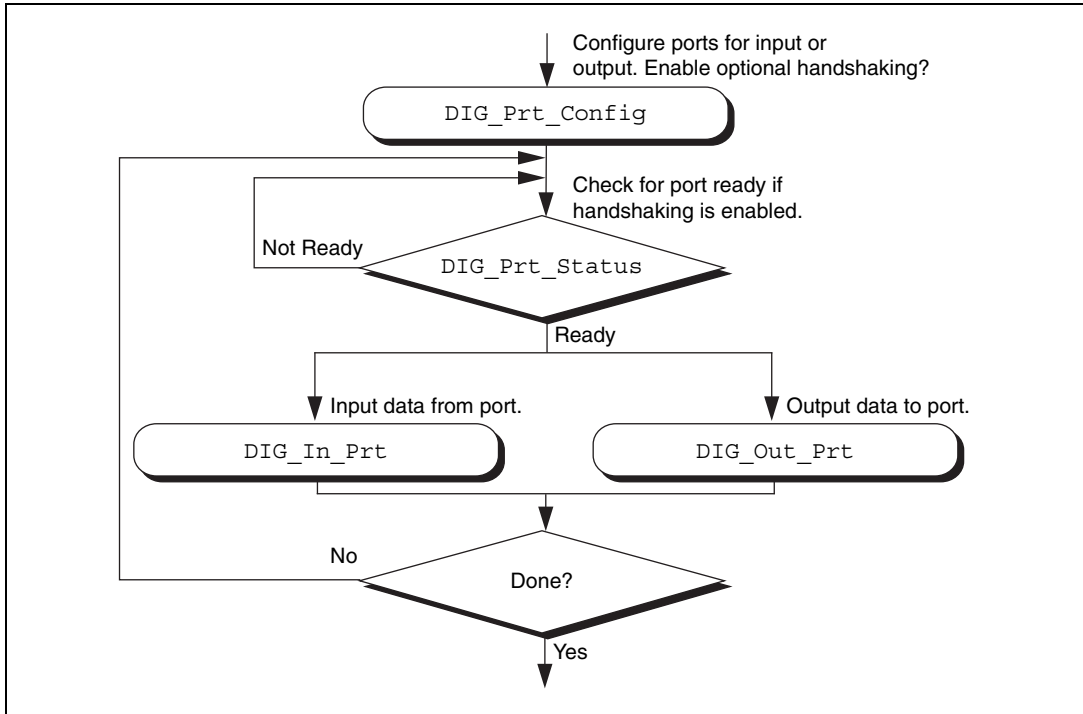 Configure ports for input or
output. Enable optional handshaking?
DIG_Prt_Config
Check for port ready if
handshaking is enabled.
Not Ready
DIG_Prt_Status
Ready
Input data from port.
Output data to port.
DIG_In_Prt
DIG_Out_Prt
No
Done?
Yes